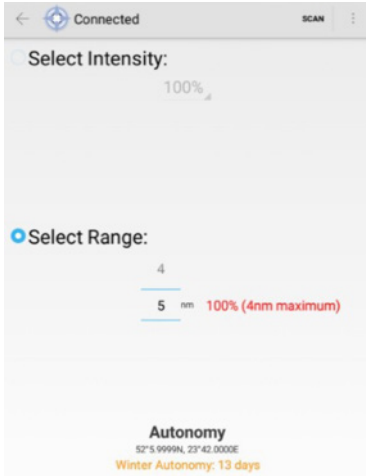 Connected SCAN
Select Intensity:
100%
Select Range:
4
5 nm 100% (4nm maximum)
Autonomy
52°5.9999N, 23°42.0000E
Winter Autonomy: 13 days